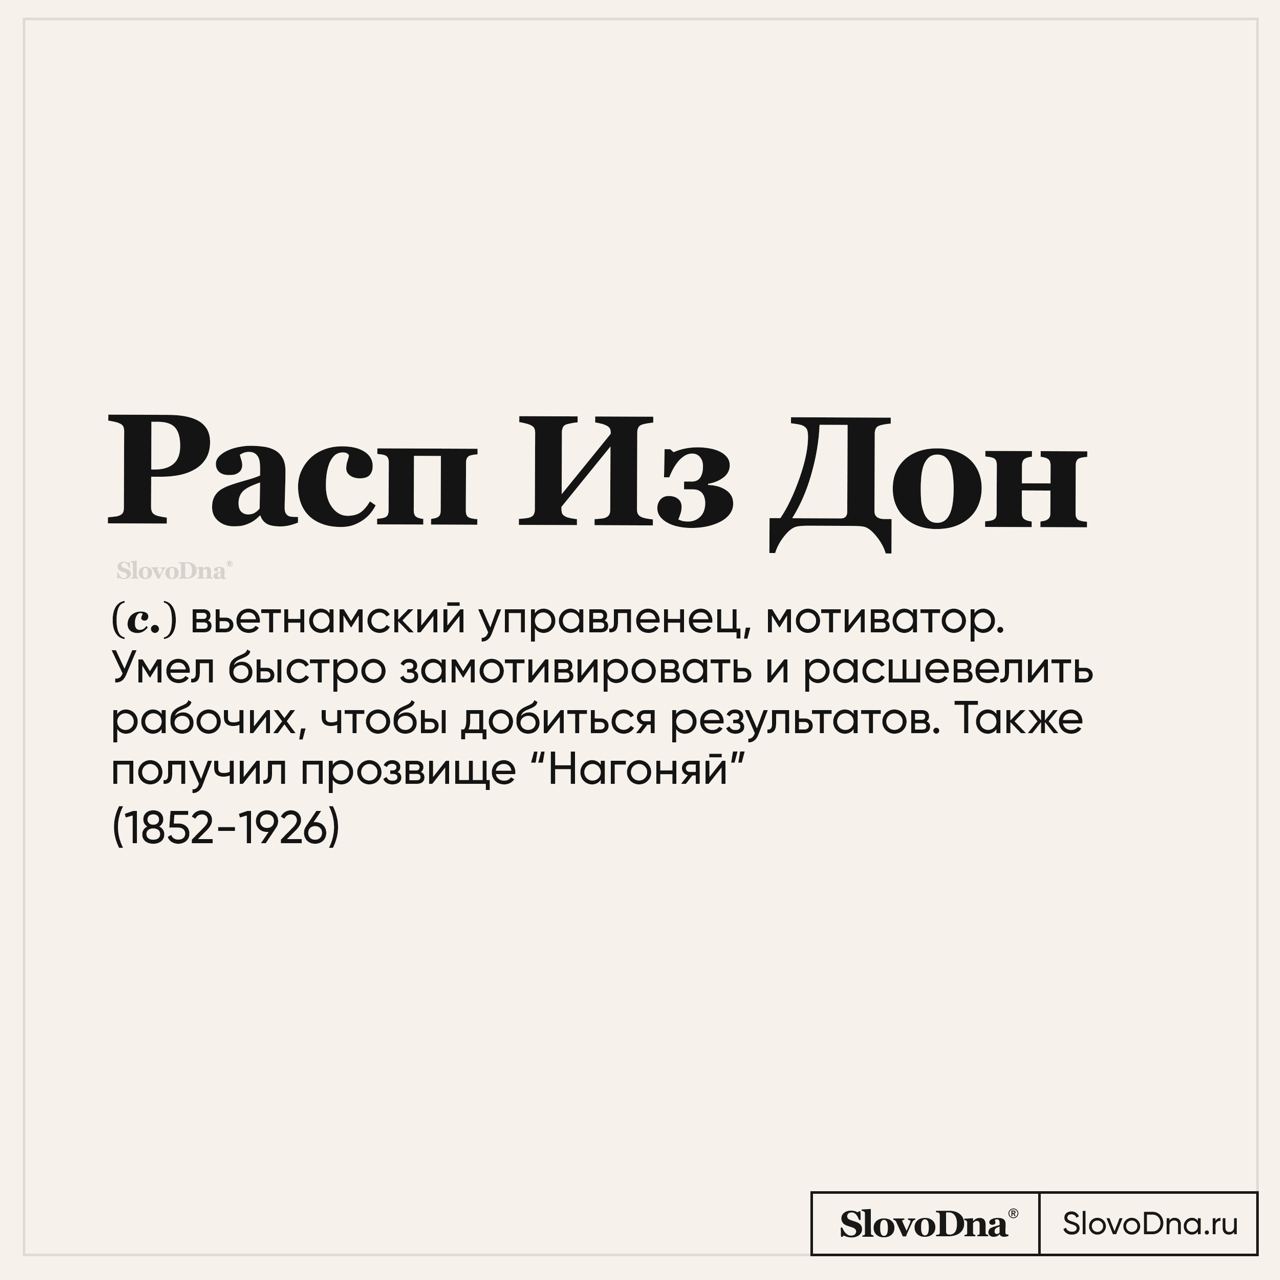 Расп Из Дон
SlovoDna®
(с.) вьетнамский управленец, мотиватор.
Умел быстро замотивировать и расшевелить
рабочих, чтобы добиться результатов. Также
получил прозвище “Нагоняй”
(1852-1926)
SlovoDna® SlovoDna.ru